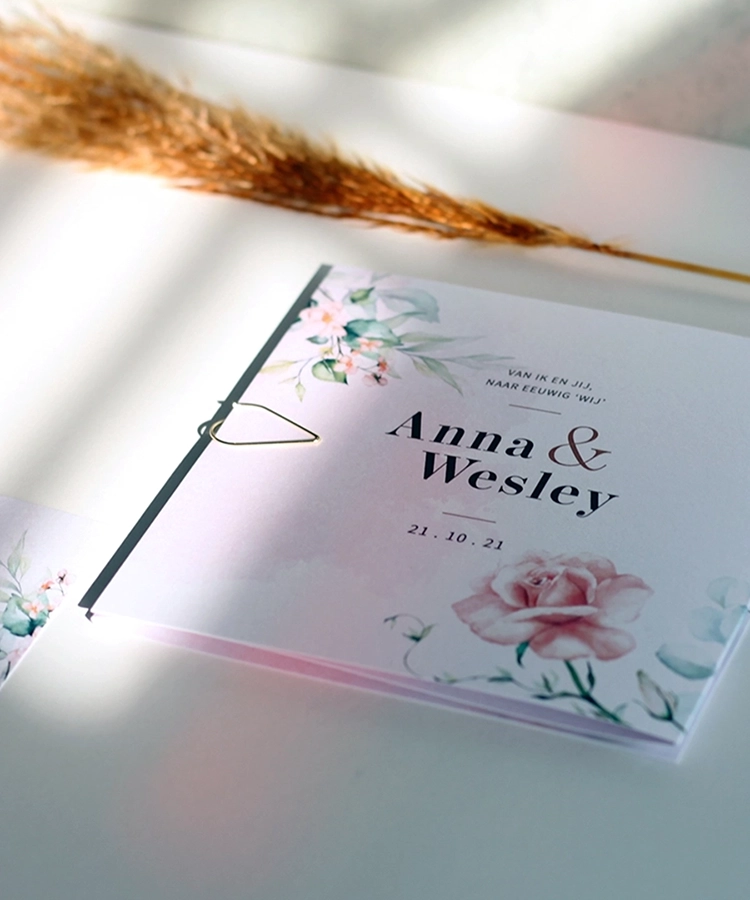 VAN IK EN JIJ,
NAAR EEUWIG 'WIJ'
Anna &
Wesley
21 . 10 . 21